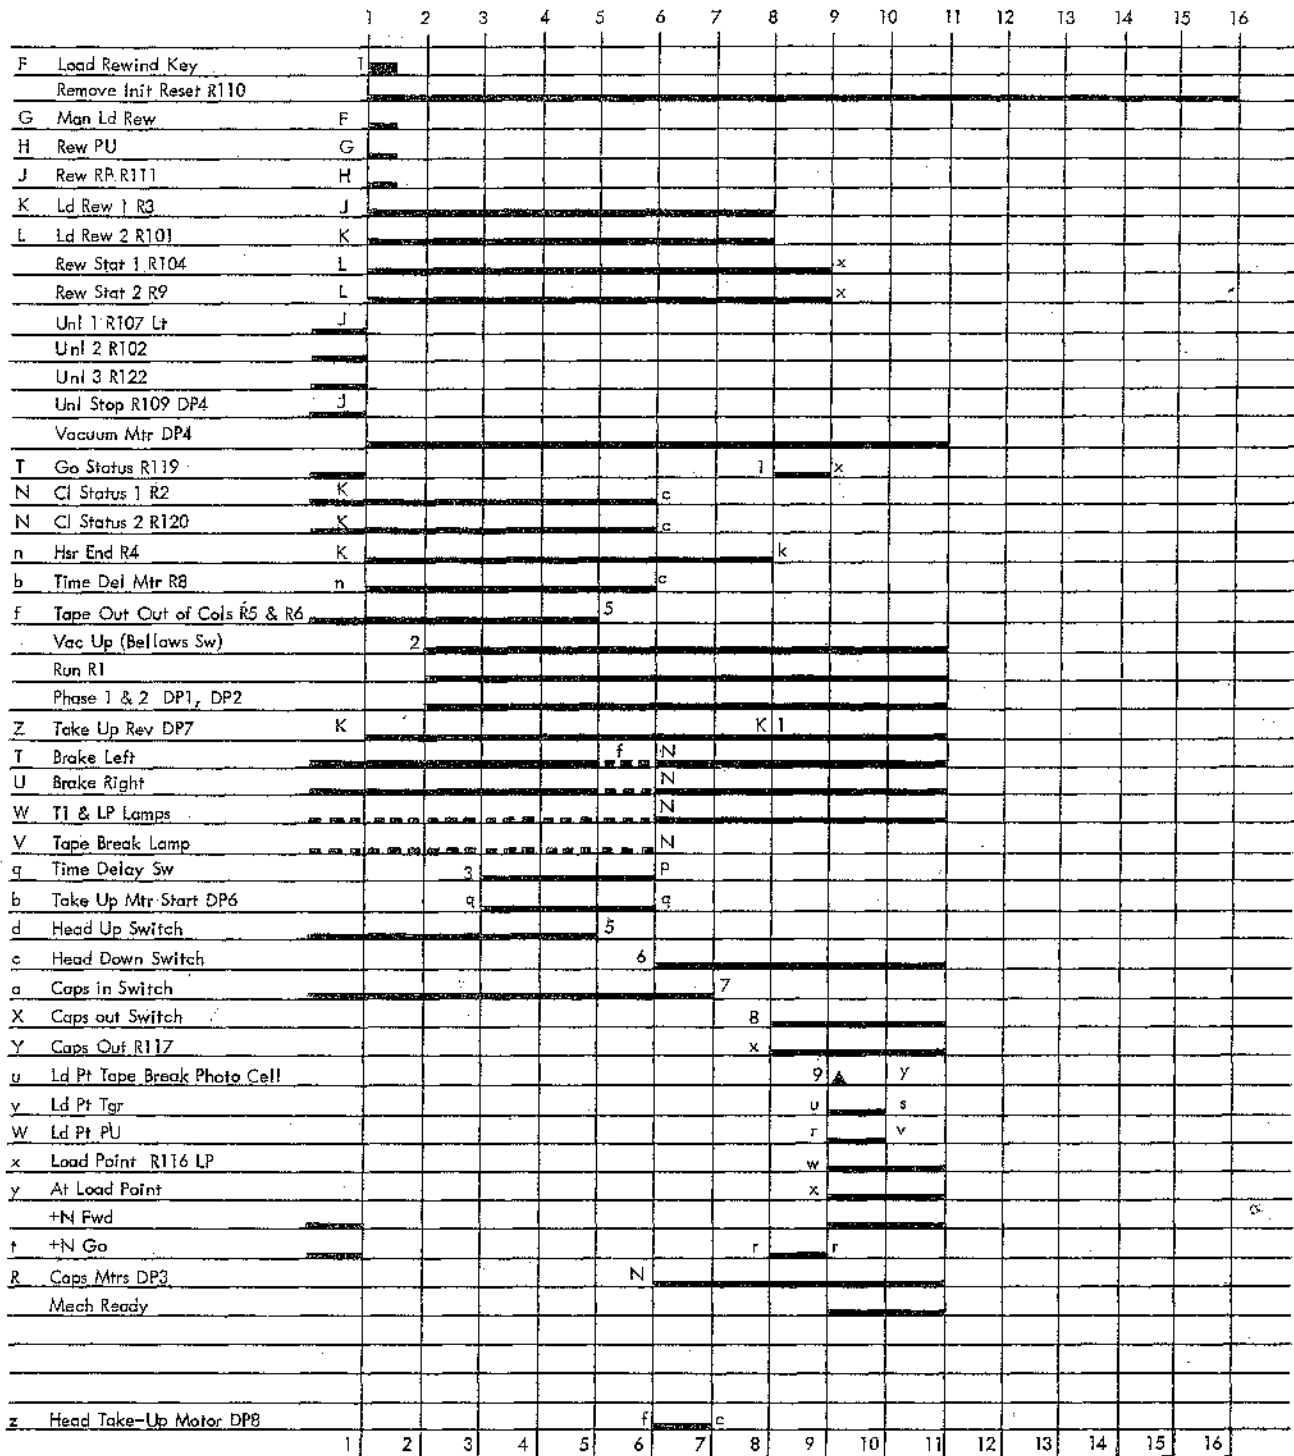 1 2 3 4 5 6 7 8 9 10 11 12 13 14 15 16
F Load Rewind Key 1
Remove Init Reset R110
G Man Ld Rew F
H Rew PU G
J Rew RP R111 H
K Ld Rew 1 R3 J
L Ld Rew 2 R101 K
Rew Stat 1 R104 L x
Rew Stat 2 R9 L x
Unl 1 R107 Lt J
Unl 2 R102
Unl 3 R122
Unl Stop R109 DP4 J
Vacuum Mtr DP4
T Go Status R119 1 x
N Cl Status 1 R2 K c
N Cl Status 2 R120 K c
n Hsr End R4 K k
b Time Del Mtr R8 n c
f Tape Out Out of Cols R5 & R6 5
Vac Up (Bellows Sw) 2
Run R1
Phase 1 & 2 DP1, DP2
Z Take Up Rev DP7 K K 1
T Brake Left f N
U Brake Right N
W T1 & LP Lamps N
V Tape Break Lamp N
q Time Delay Sw 3 P
b Take Up Mtr Start DP6 q q
d Head Up Switch 5
c Head Down Switch 6
a Caps in Switch 7
X Caps out Switch 8
Y Caps Out R117 x
u Ld Pt Tape Break Photo Cell 9 y
v Ld Pt Tgr u s
W Ld Pt PU r v
x Load Point R116 LP w
y At Load Point x
+N Fwd
t +N Go r r
R Caps Mtrs DP3 N
Mech Ready
z Head Take-Up Motor DP8 f c
1 2 3 4 5 6 7 8 9 10 11 12 13 14 15 16